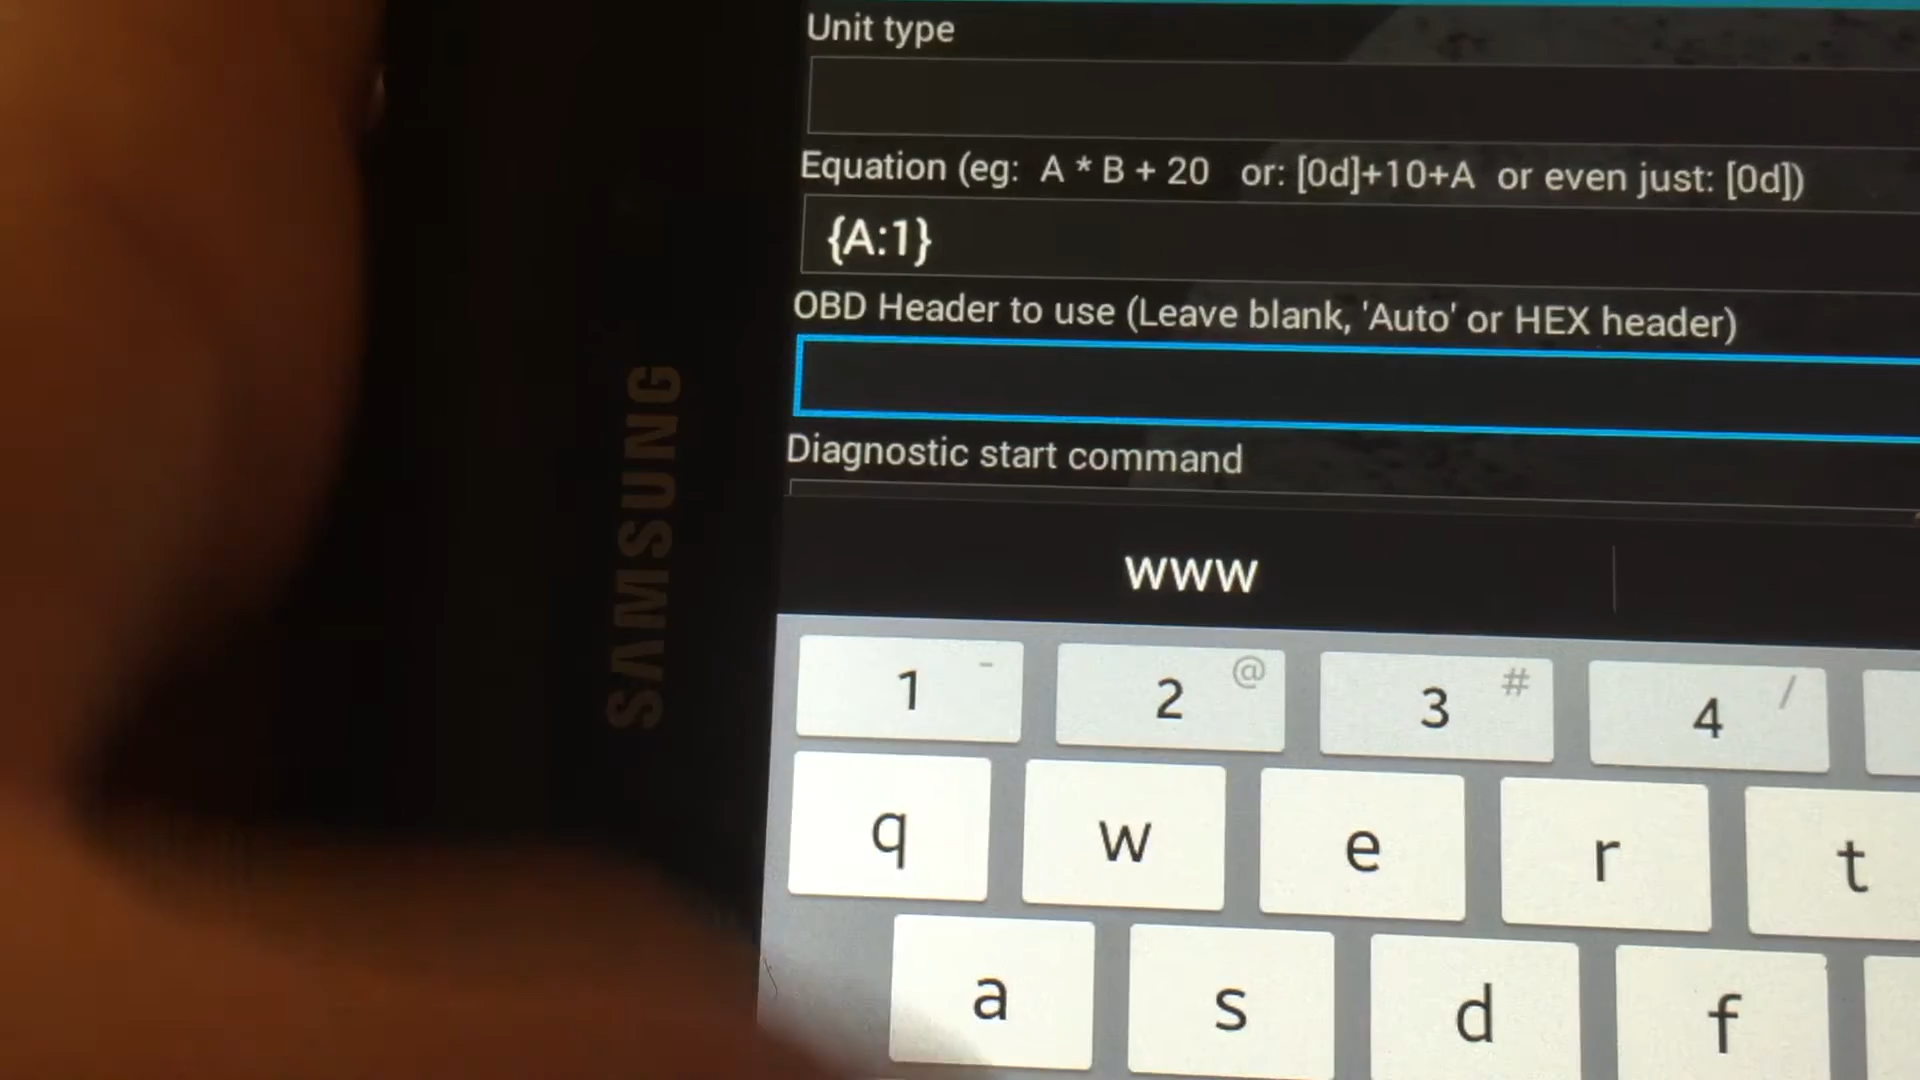 Unit type
Equation (eg: A * B + 20 or: [0d]+10+A or even just: [0d])
{A:1}
OBD Header to use (Leave blank, 'Auto' or HEX header)
Diagnostic start command
www
1 - 2 @ 3 # 4 /
q w e r t
a s d f
SAMSUNG